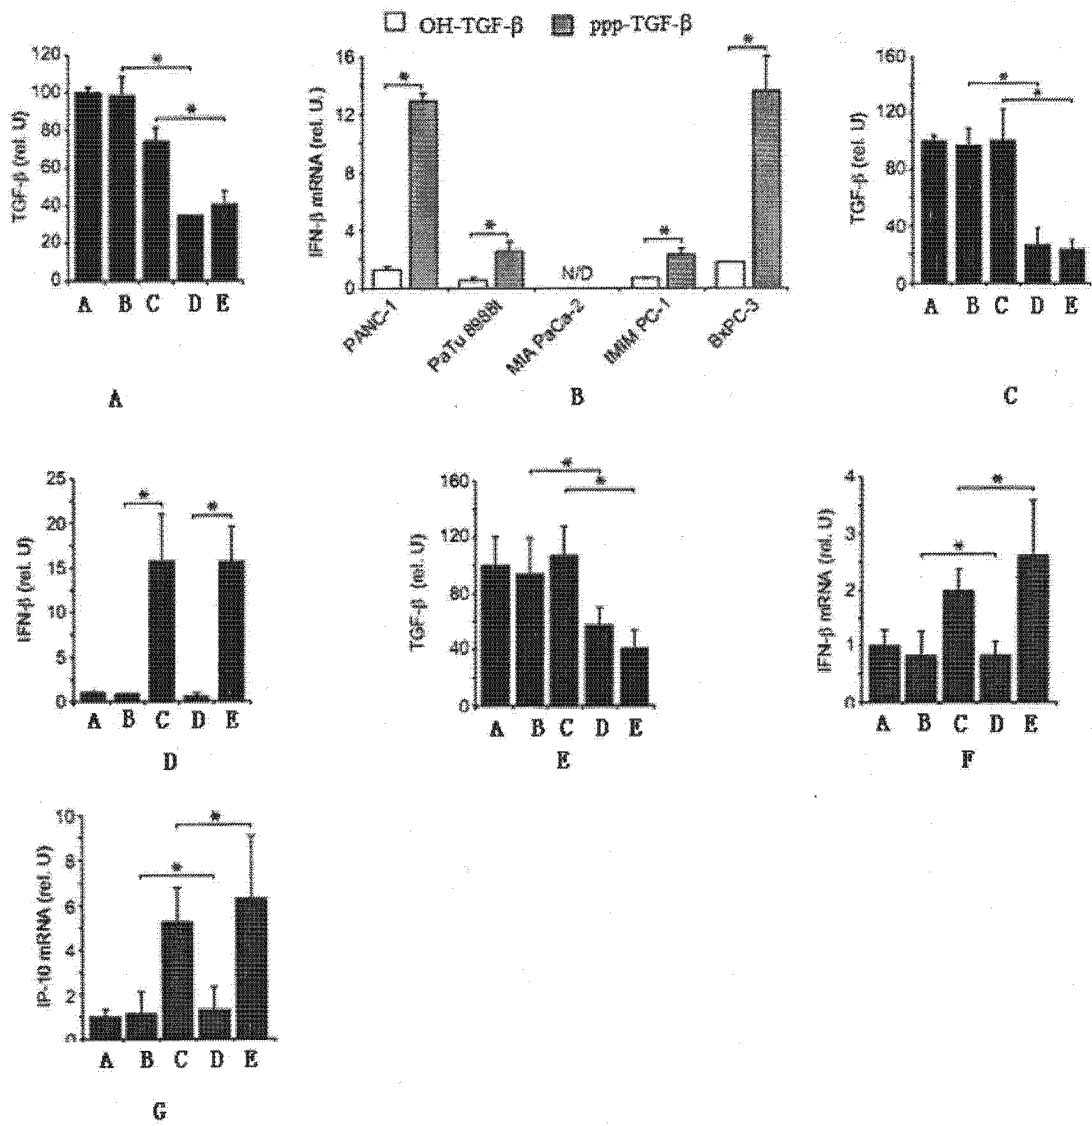 OH-TGF-β ppp-TGF-β
TGF-β (rel. U)
120
100
80
60
40
20
0
*
*
A B C D E
A
IFN-β mRNA (rel. U.)
16
12
8
4
0
*
*
N/D
*
*
PANC-1
PaTu 8988t
MIA PaCa-2
IMIM PC-1
BxPC-3
B
TGF-β (rel. U)
160
120
80
40
0
*
*
A B C D E
C
IFN-β (rel. U)
25
20
15
10
5
0
*
*
A B C D E
D
TGF-β (rel. U)
160
120
80
40
0
*
*
A B C D E
E
IFN-β mRNA (rel. U)
4
3
2
1
0
*
*
A B C D E
F
IP-10 mRNA (rel. U)
10
8
6
4
2
0
*
*
A B C D E
G